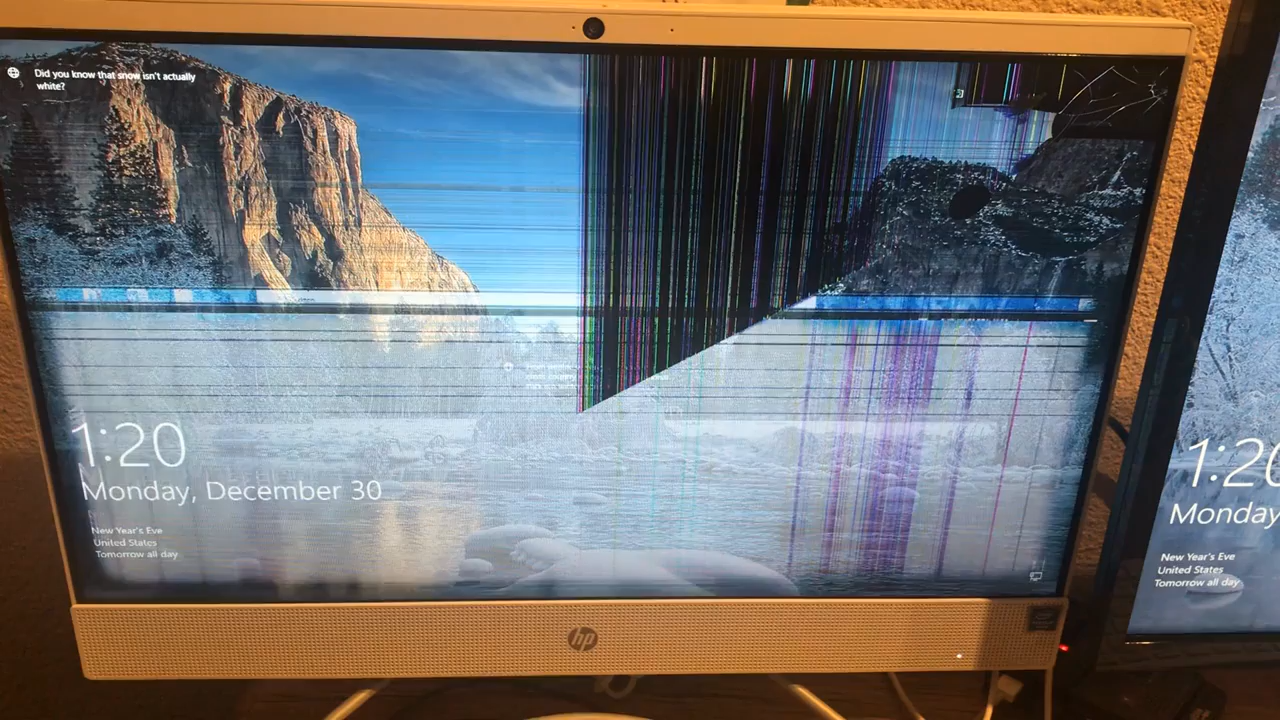 Did you know that snow isn't actually
white?
1:20
Monday, December 30
New Year's Eve
United States
Tomorrow all day
hp
1:20
Monday
New Year's Eve
United States
Tomorrow all day